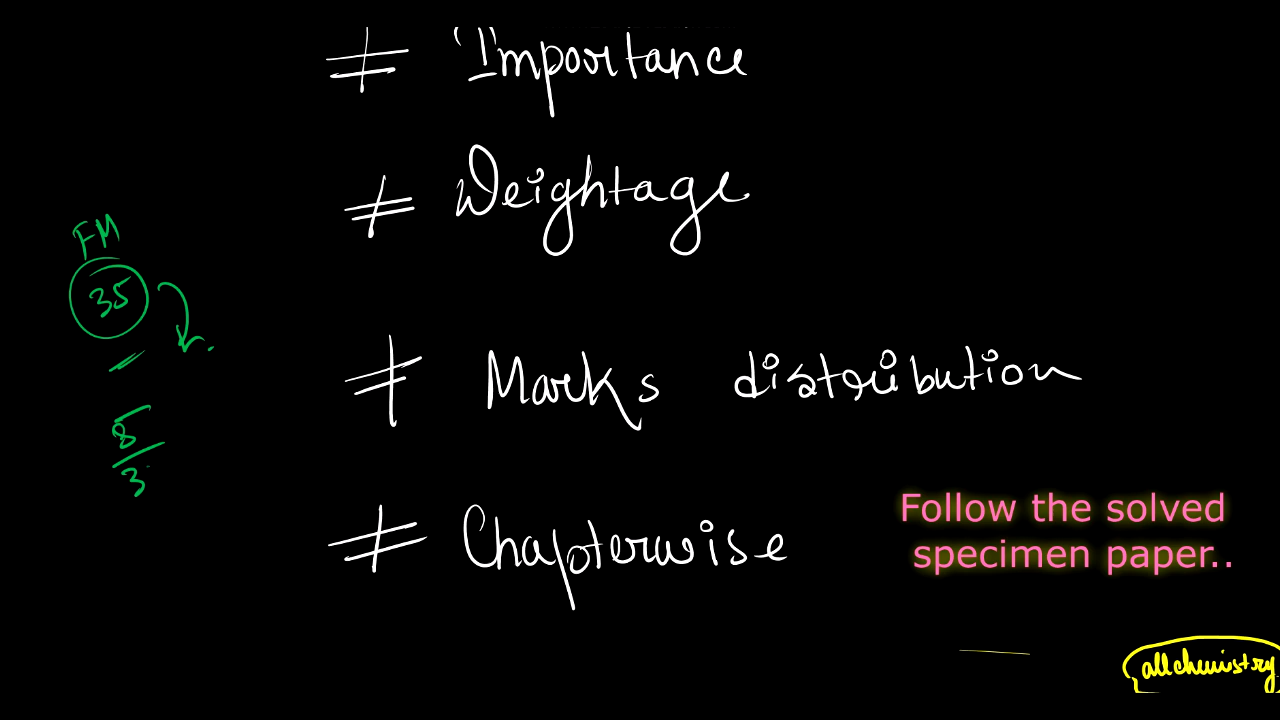 # Importance
# Weightage
FM
35
# Marks distribution
8
3
# Chapterwise
Follow the solved
specimen paper..
allchemistry